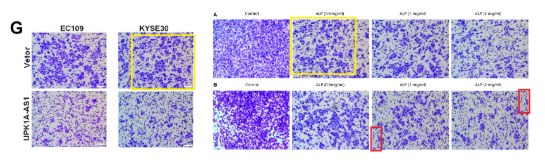 G
EC109
KYSE30
Vetor
UPK1A-AS1
A
Control
ALP (0.5mg/ml)
ALP (1 mg/ml)
ALP (2 mg/ml)
B
Control
ALP (0.5mg/ml)
ALP (1 mg/ml)
ALP (2 mg/ml)